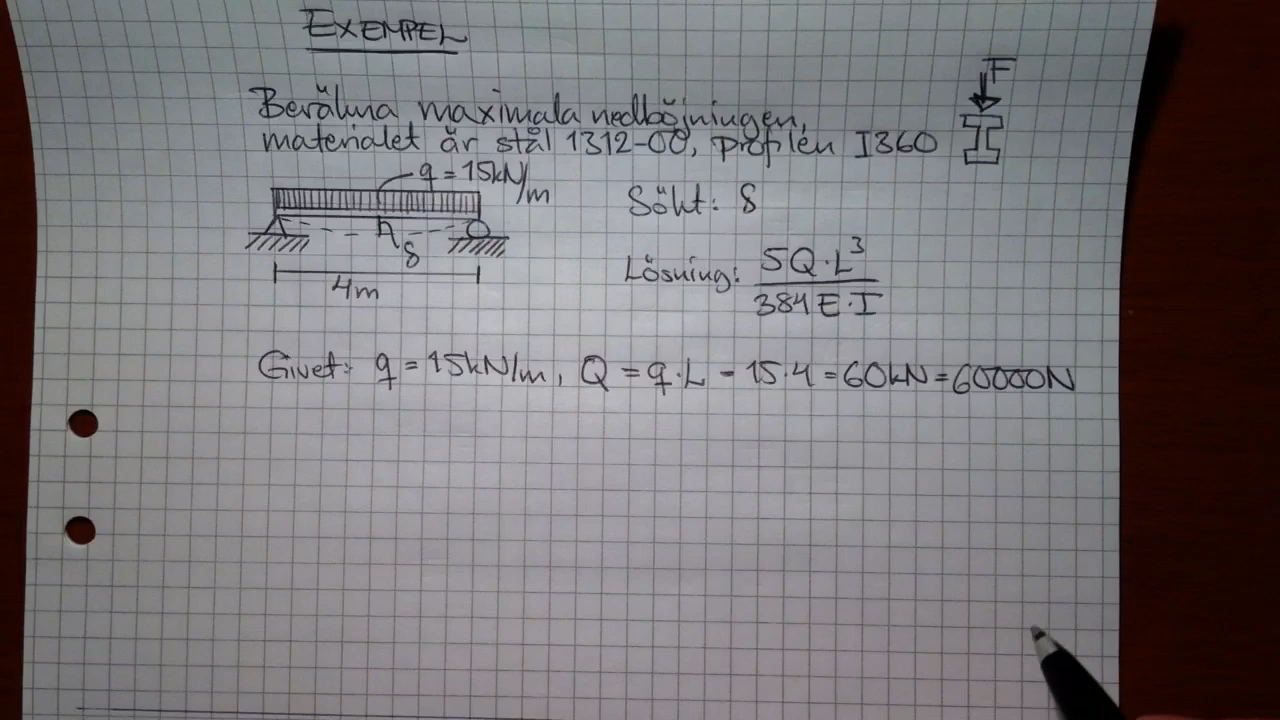 EXEMPEL
F
Beräkna maximala nedböjningen,
materialet är stål 1312-00, profilen I360
q = 15kN/m
Sökt: δ
δ
Lösning: 5Q·L³
384E·I
4m
Givet: q = 15kN/m, Q = q·L = 15·4 = 60kN = 60000N